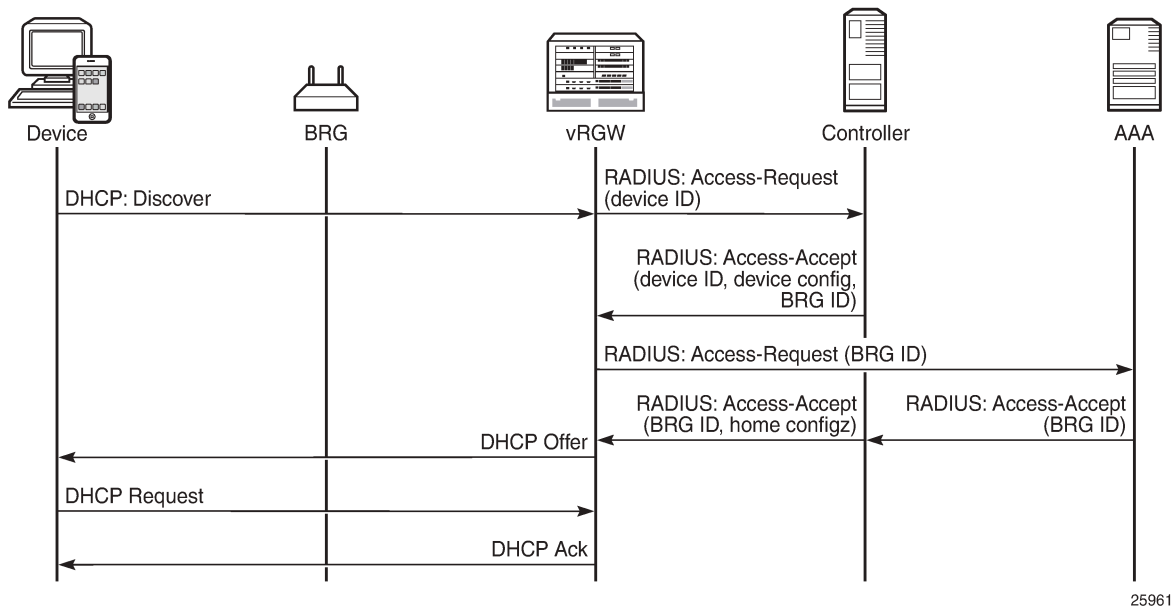 Device
BRG
vRGW
Controller
AAA
DHCP: Discover
RADIUS: Access-Request
(device ID)
RADIUS: Access-Accept
(device ID, device config,
BRG ID)
RADIUS: Access-Request (BRG ID)
RADIUS: Access-Accept
(BRG ID, home configz)
RADIUS: Access-Accept
(BRG ID)
DHCP Offer
DHCP Request
DHCP Ack
25961